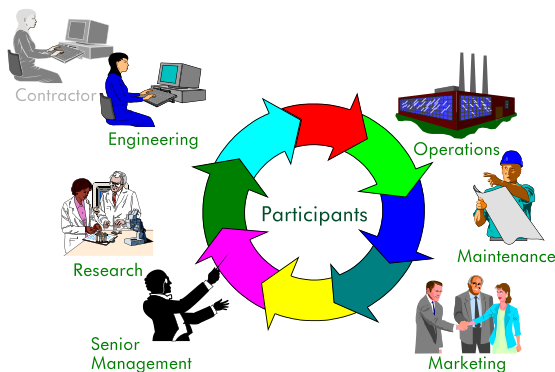 Contractor
Engineering
Operations
Participants
Maintenance
Research
Senior
Management
Marketing